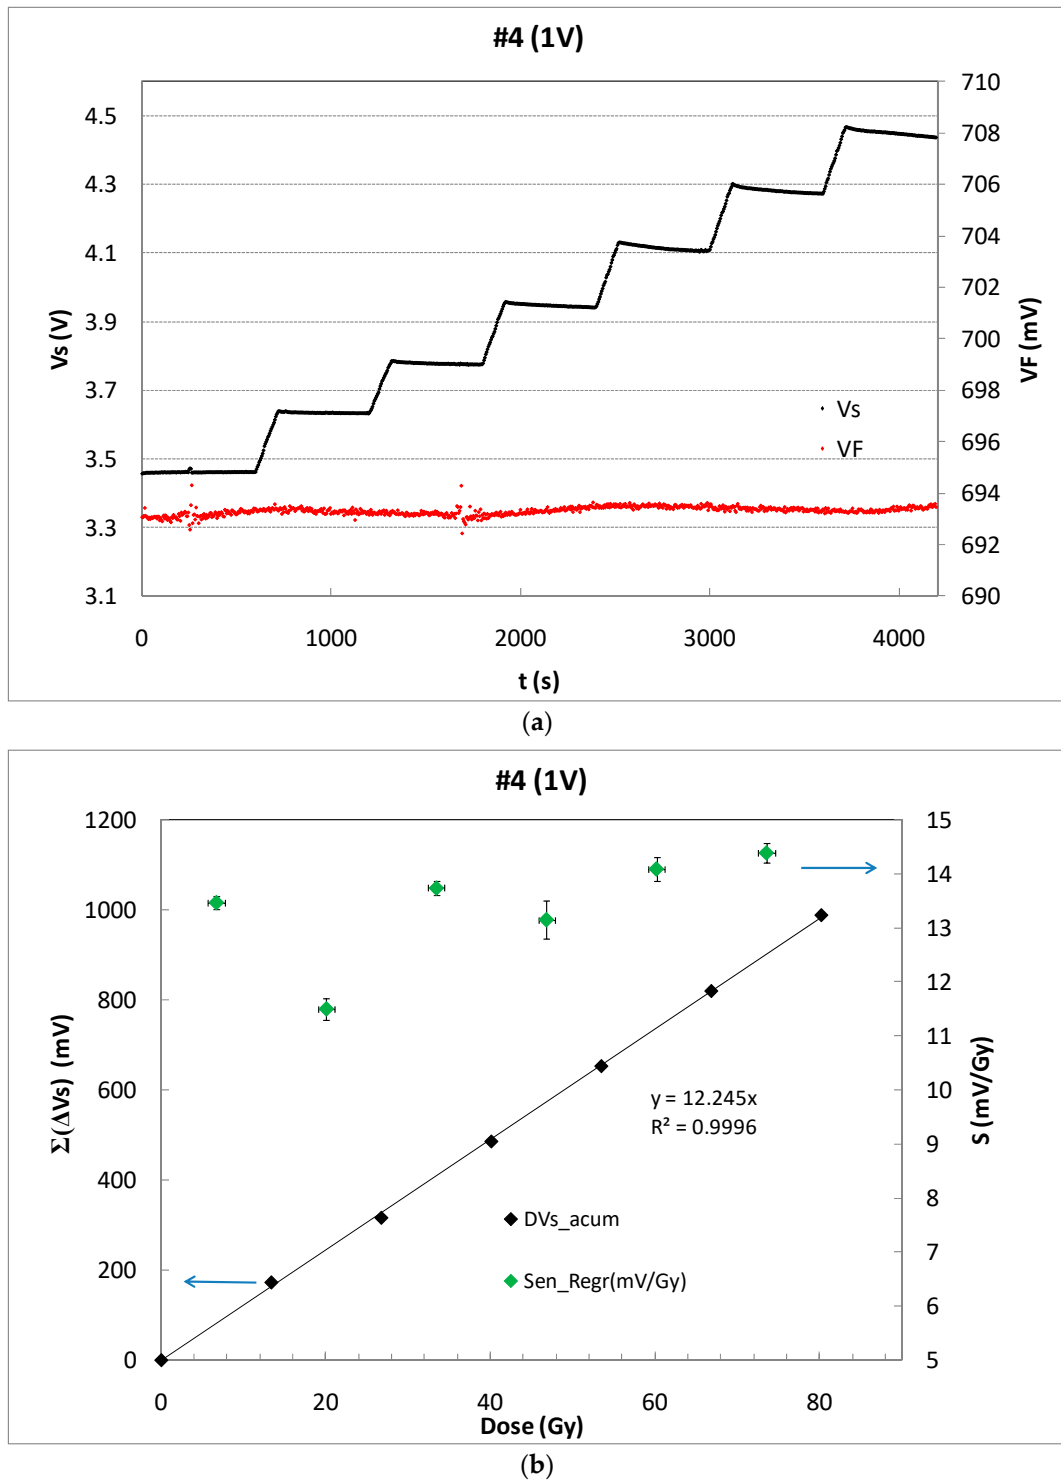 #4 (1V)
4.5
4.3
4.1
3.9
3.7
3.5
3.3
3.1
Vs (V)
710
708
706
704
702
700
698
696
694
692
690
VF (mV)
Vs
VF
0 1000 2000 3000 4000
t (s)
(a)
#4 (1V)
1200
1000
800
600
400
200
0
Σ(ΔVs) (mV)
15
14
13
12
11
10
9
8
7
6
5
S (mV/Gy)
y = 12.245x
R² = 0.9996
DVs_acum
Sen_Regr(mV/Gy)
0 20 40 60 80
Dose (Gy)
(b)